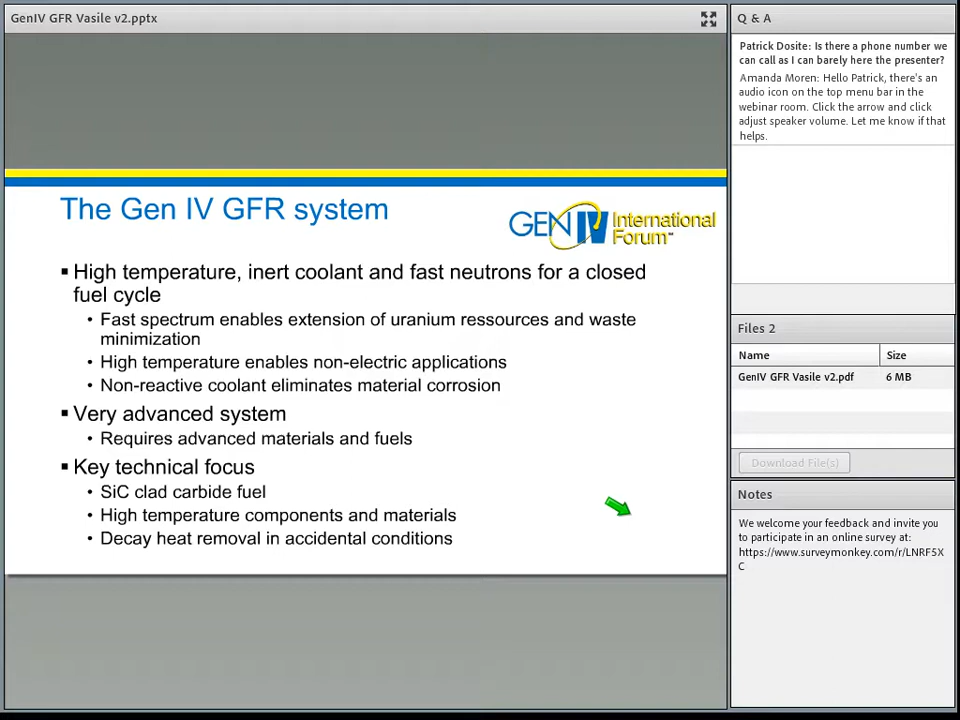 GenIV GFR Vasile v2.pptx
The Gen IV GFR system
GEN IV International
Forum™
▪ High temperature, inert coolant and fast neutrons for a closed
fuel cycle
• Fast spectrum enables extension of uranium ressources and waste
minimization
• High temperature enables non-electric applications
• Non-reactive coolant eliminates material corrosion
▪ Very advanced system
• Requires advanced materials and fuels
▪ Key technical focus
• SiC clad carbide fuel
• High temperature components and materials
• Decay heat removal in accidental conditions
Q & A
Patrick Dosite: Is there a phone number we
can call as I can barely here the presenter?
Amanda Moren: Hello Patrick, there's an
audio icon on the top menu bar in the
webinar room. Click the arrow and click
adjust speaker volume. Let me know if that
helps.
Files 2
Name Size
GenIV GFR Vasile v2.pdf 6 MB
Download File(s)
Notes
We welcome your feedback and invite you
to participate in an online survey at:
https://www.surveymonkey.com/r/LNRF5X
C